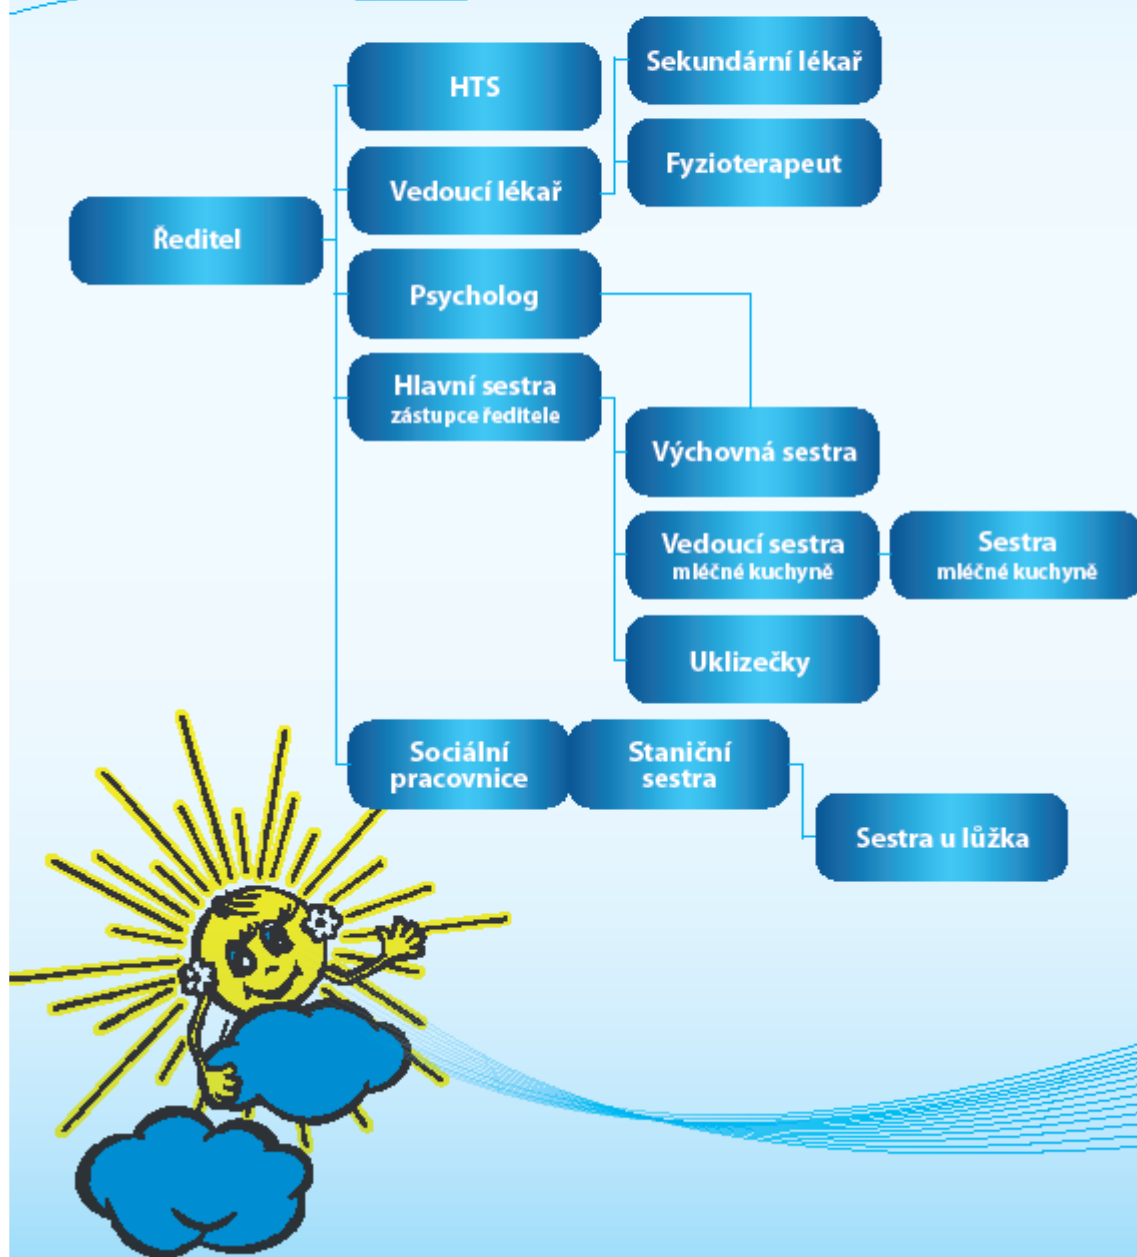 Ředitel
HTS
Vedoucí lékař
Sekundární lékař
Fyzioterapeut
Psycholog
Hlavní sestra
zástupce ředitele
Výchovná sestra
Vedoucí sestra
mléčné kuchyně
Sestra
mléčné kuchyně
Uklizečky
Sociální
pracovnice
Staniční
sestra
Sestra u lůžka